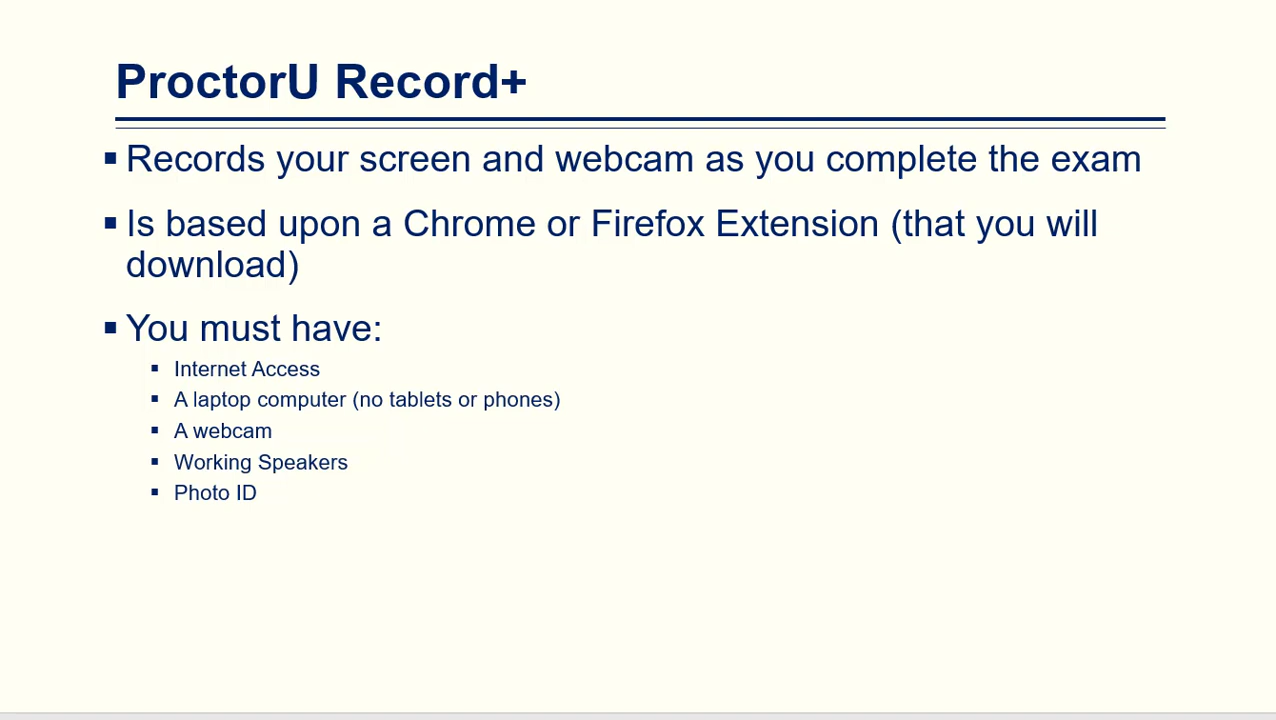 ProctorU Record+
▪ Records your screen and webcam as you complete the exam
▪ Is based upon a Chrome or Firefox Extension (that you will
download)
▪ You must have:
▪ Internet Access
▪ A laptop computer (no tablets or phones)
▪ A webcam
▪ Working Speakers
▪ Photo ID